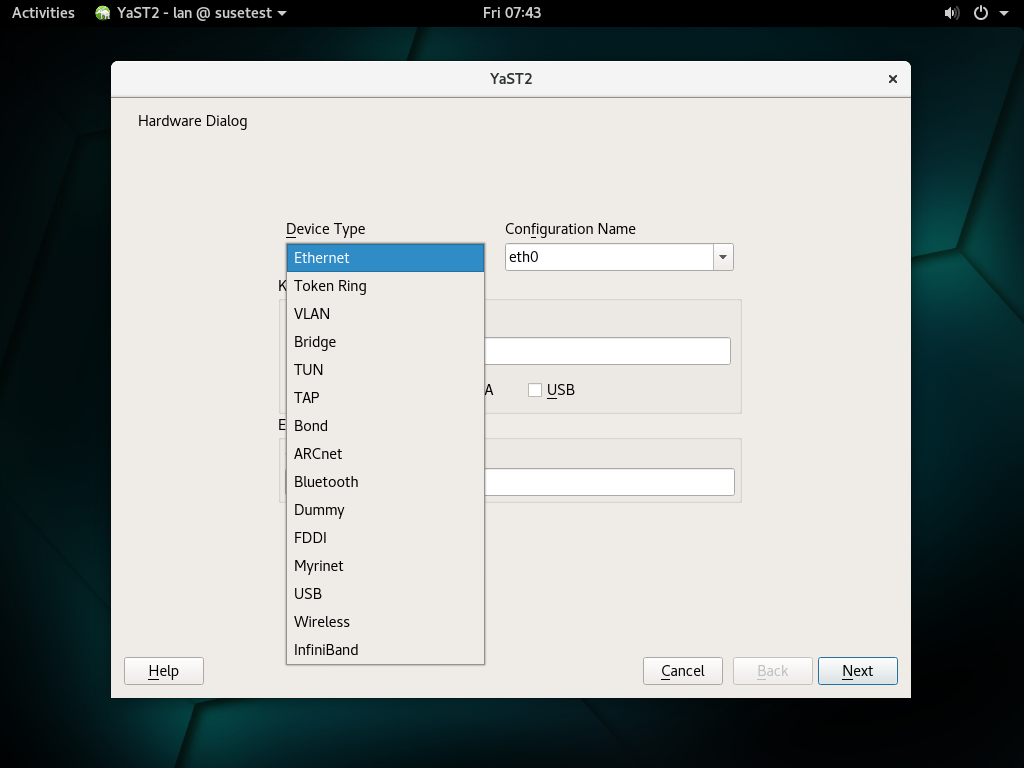 Activities YaST2 - lan @ susetest Fri 07:43
YaST2
Hardware Dialog
Device Type Configuration Name
Ethernet eth0
Token Ring
VLAN
Bridge
TUN
USB
TAP
Bond
ARCnet
Bluetooth
Dummy
FDDI
Myrinet
USB
Wireless
InfiniBand
Help Cancel Back Next